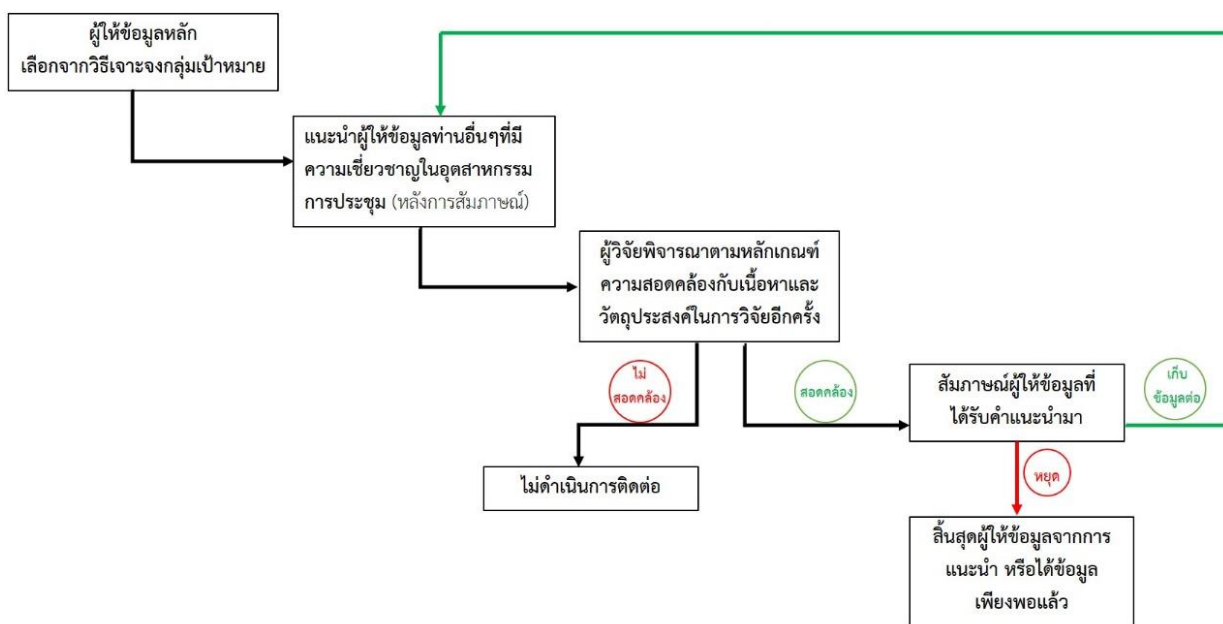 ผู้ให้ข้อมูลหลัก
เลือกจากวิธีเจาะจงกลุ่มเป้าหมาย
แนะนำผู้ให้ข้อมูลท่านอื่นๆที่มี
ความเชี่ยวชาญในอุตสาหกรรม
การประชุม (หลังการสัมภาษณ์)
ผู้วิจัยพิจารณาตามหลักเกณฑ์
ความสอดคล้องกับเนื้อหาและ
วัตถุประสงค์ในการวิจัยอีกครั้ง
ไม่
สอดคล้อง
สอดคล้อง
สัมภาษณ์ผู้ให้ข้อมูลที่
ได้รับคำแนะนำมา
เก็บ
ข้อมูลต่อ
ไม่ดำเนินการติดต่อ
หยุด
สิ้นสุดผู้ให้ข้อมูลจากการ
แนะนำ หรือได้ข้อมูล
เพียงพอแล้ว